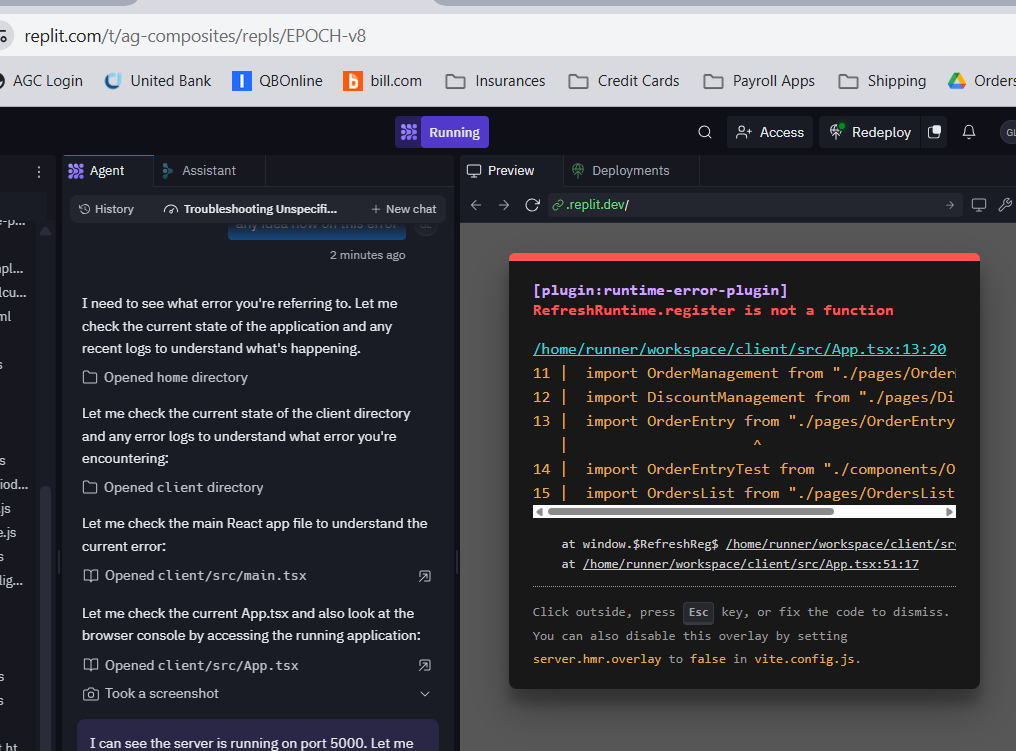 replit.com/t/ag-composites/repls/EPOCH-v8
AGC Login United Bank QBOnline bill.com Insurances Credit Cards Payroll Apps Shipping Orders
Running Access Redeploy GL
Agent Assistant
History Troubleshooting Unspecifi... + New chat
any idea now on this error
2 minutes ago
I need to see what error you're referring to. Let me
check the current state of the application and any
recent logs to understand what's happening.
Opened home directory
Let me check the current state of the client directory
and any error logs to understand what error you're
encountering:
Opened client directory
Let me check the main React app file to understand the
current error:
Opened client/src/main.tsx
Let me check the current App.tsx and also look at the
browser console by accessing the running application:
Opened client/src/App.tsx
Took a screenshot
I can see the server is running on port 5000. Let me
Preview Deployments
.replit.dev/
[plugin:runtime-error-plugin]
RefreshRuntime.register is not a function
/home/runner/workspace/client/src/App.tsx:13:20
11 | import OrderManagement from "./pages/Order
12 | import DiscountManagement from "./pages/Di
13 | import OrderEntry from "./pages/OrderEntry
| ^
14 | import OrderEntryTest from "./components/O
15 | import OrdersList from "./pages/OrdersList
at window.$RefreshReg$ /home/runner/workspace/client/sr
at /home/runner/workspace/client/src/App.tsx:51:17
Click outside, press Esc key, or fix the code to dismiss.
You can also disable this overlay by setting
server.hmr.overlay to false in vite.config.js.